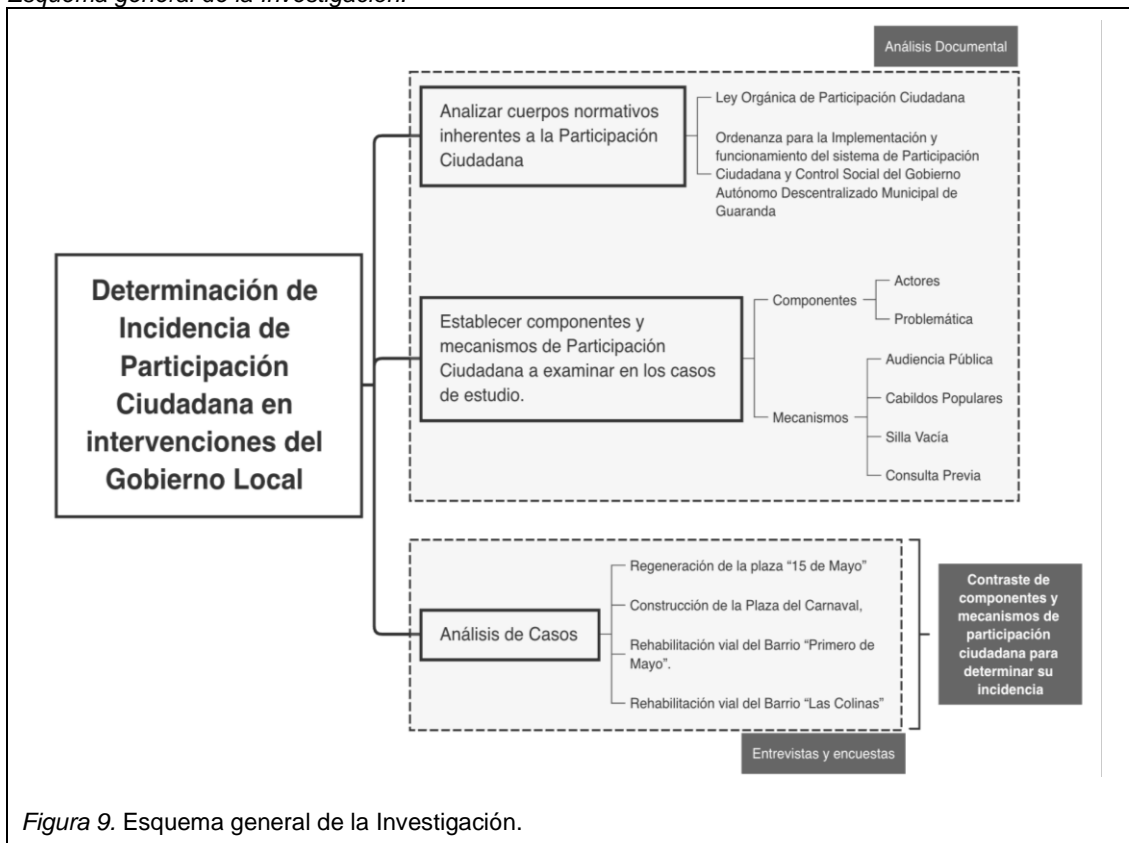 Esquema general de la Investigación.
Análisis Documental
Analizar cuerpos normativos
inherentes a la Participación
Ciudadana
Ley Orgánica de Participación Ciudadana
Ordenanza para la Implementación y
funcionamiento del sistema de Participación
Ciudadana y Control Social del Gobierno
Autónomo Descentralizado Municipal de
Guaranda
Determinación de
Incidencia de
Participación
Ciudadana en
intervenciones del
Gobierno Local
Establecer componentes y
mecanismos de Participación
Ciudadana a examinar en los casos
de estudio.
Componentes
Actores
Problemática
Mecanismos
Audiencia Pública
Cabildos Populares
Silla Vacía
Consulta Previa
Análisis de Casos
Regeneración de la plaza “15 de Mayo”
Construcción de la Plaza del Carnaval,
Rehabilitación vial del Barrio “Primero de
Mayo”.
Rehabilitación vial del Barrio “Las Colinas”
Contraste de
componentes y
mecanismos de
participación
ciudadana para
determinar su
incidencia
Entrevistas y encuestas
Figura 9. Esquema general de la Investigación.